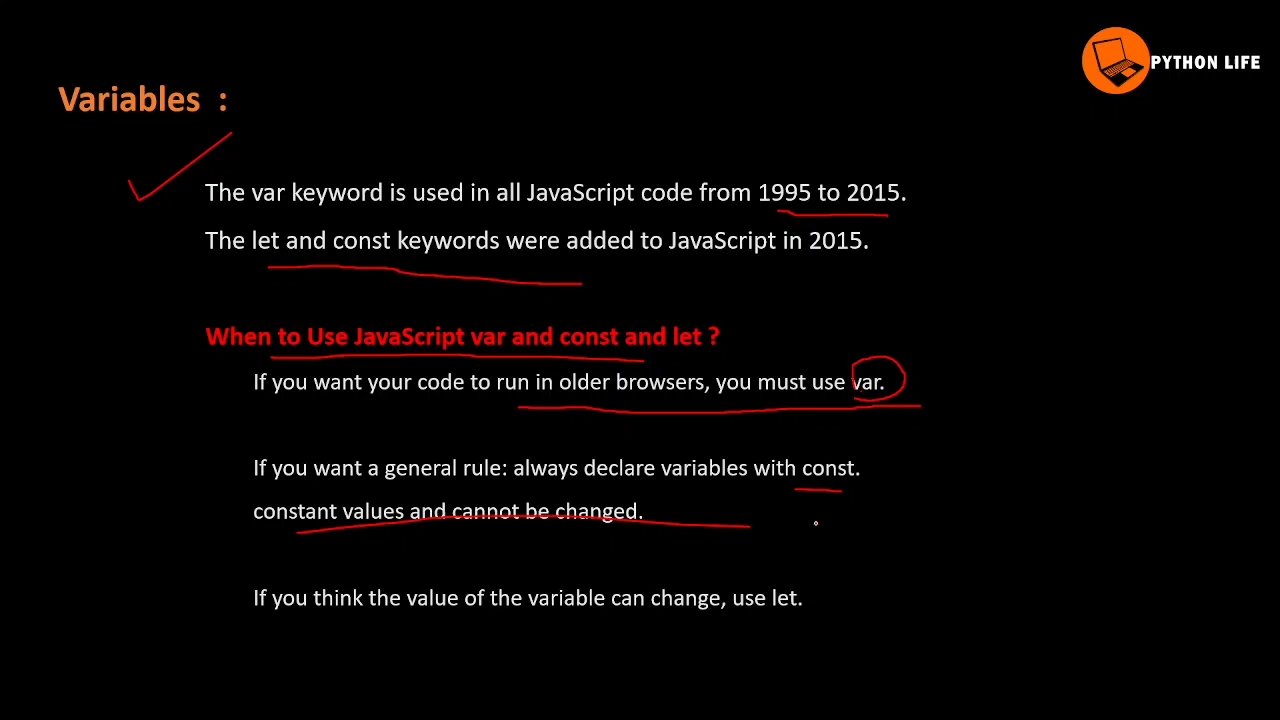 PYTHON LIFE
Variables :
The var keyword is used in all JavaScript code from 1995 to 2015.
The let and const keywords were added to JavaScript in 2015.
When to Use JavaScript var and const and let ?
If you want your code to run in older browsers, you must use var.
If you want a general rule: always declare variables with const.
constant values and cannot be changed.
If you think the value of the variable can change, use let.